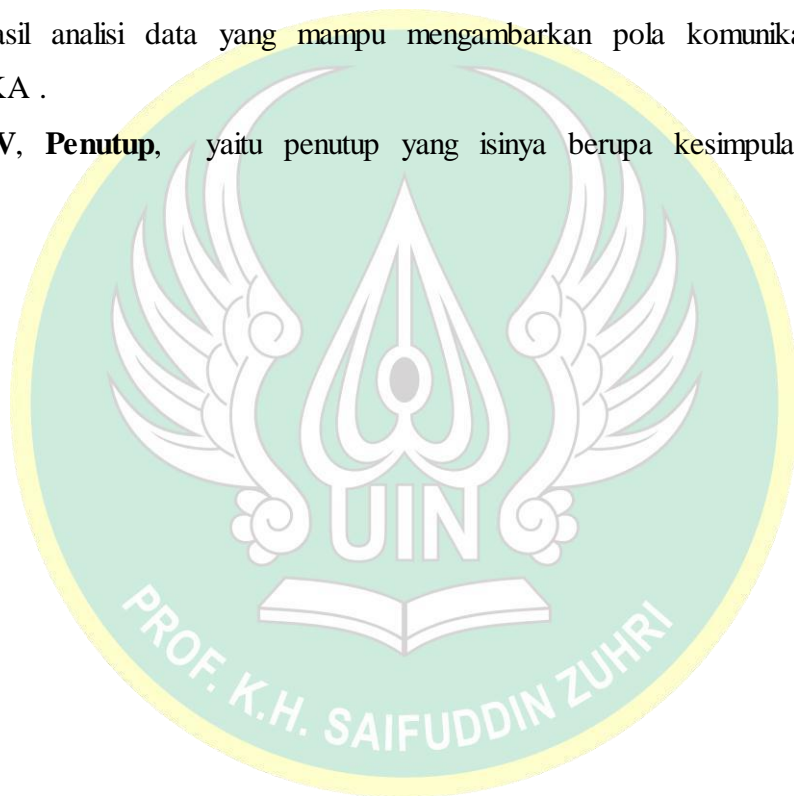 asil analisi data yang mampu mengambarkan pola komunika
KA .
V, Penutup, yaitu penutup yang isinya berupa kesimpula
UIN
PROF. K.H. SAIFUDDIN ZUHRI